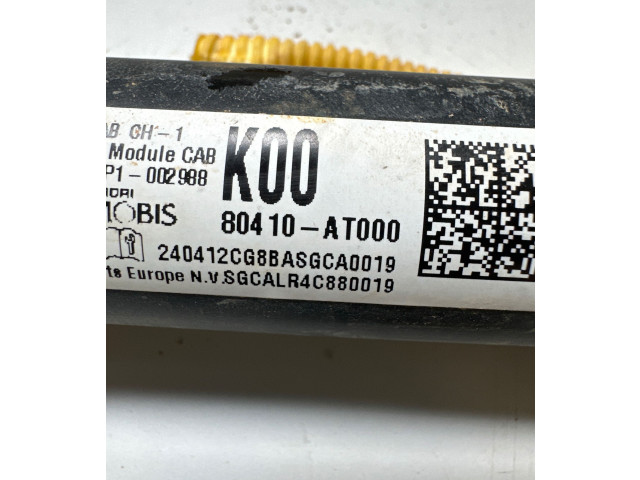 AB CH-1
Module CAB
P1-002988
K00
MOBIS
80410-AT000
240412CG8BASGCA0019
ts Europe N.V.SGCALR4C880019